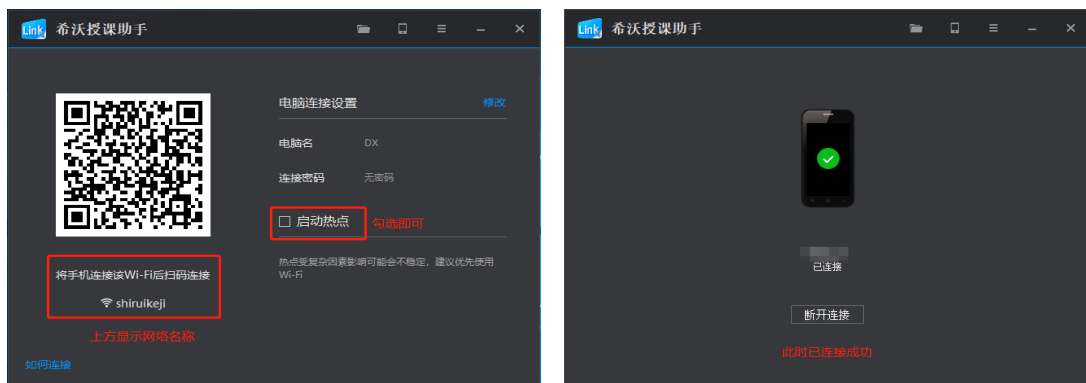 Link 希沃授课助手
电脑连接设置 修改
电脑名 DX
连接密码 无密码
启动热点 勾选即可
热点受复杂因素影响可能会不稳定，建议优先使用
Wi-Fi
将手机连接该Wi-Fi后扫码连接
shiruikeji
上方显示网络名称
如何连接
Link 希沃授课助手
已连接
断开连接
此时已连接成功